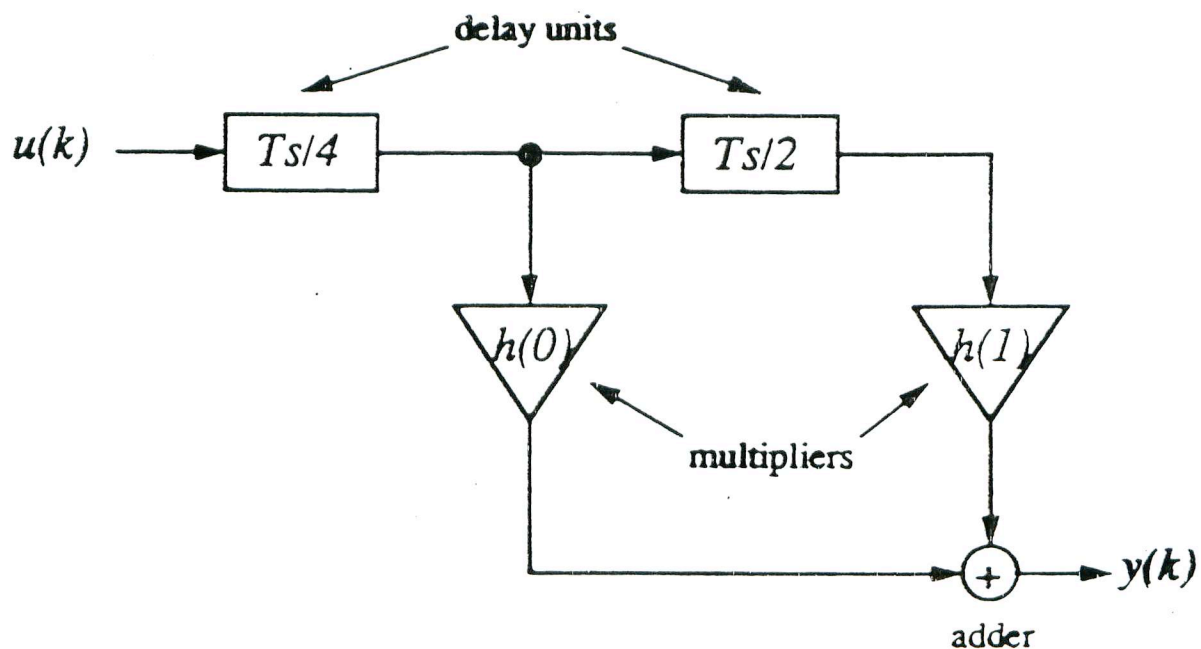 delay units
u(k)
Ts/4
Ts/2
h(0)
h(1)
multipliers
+
y(k)
adder